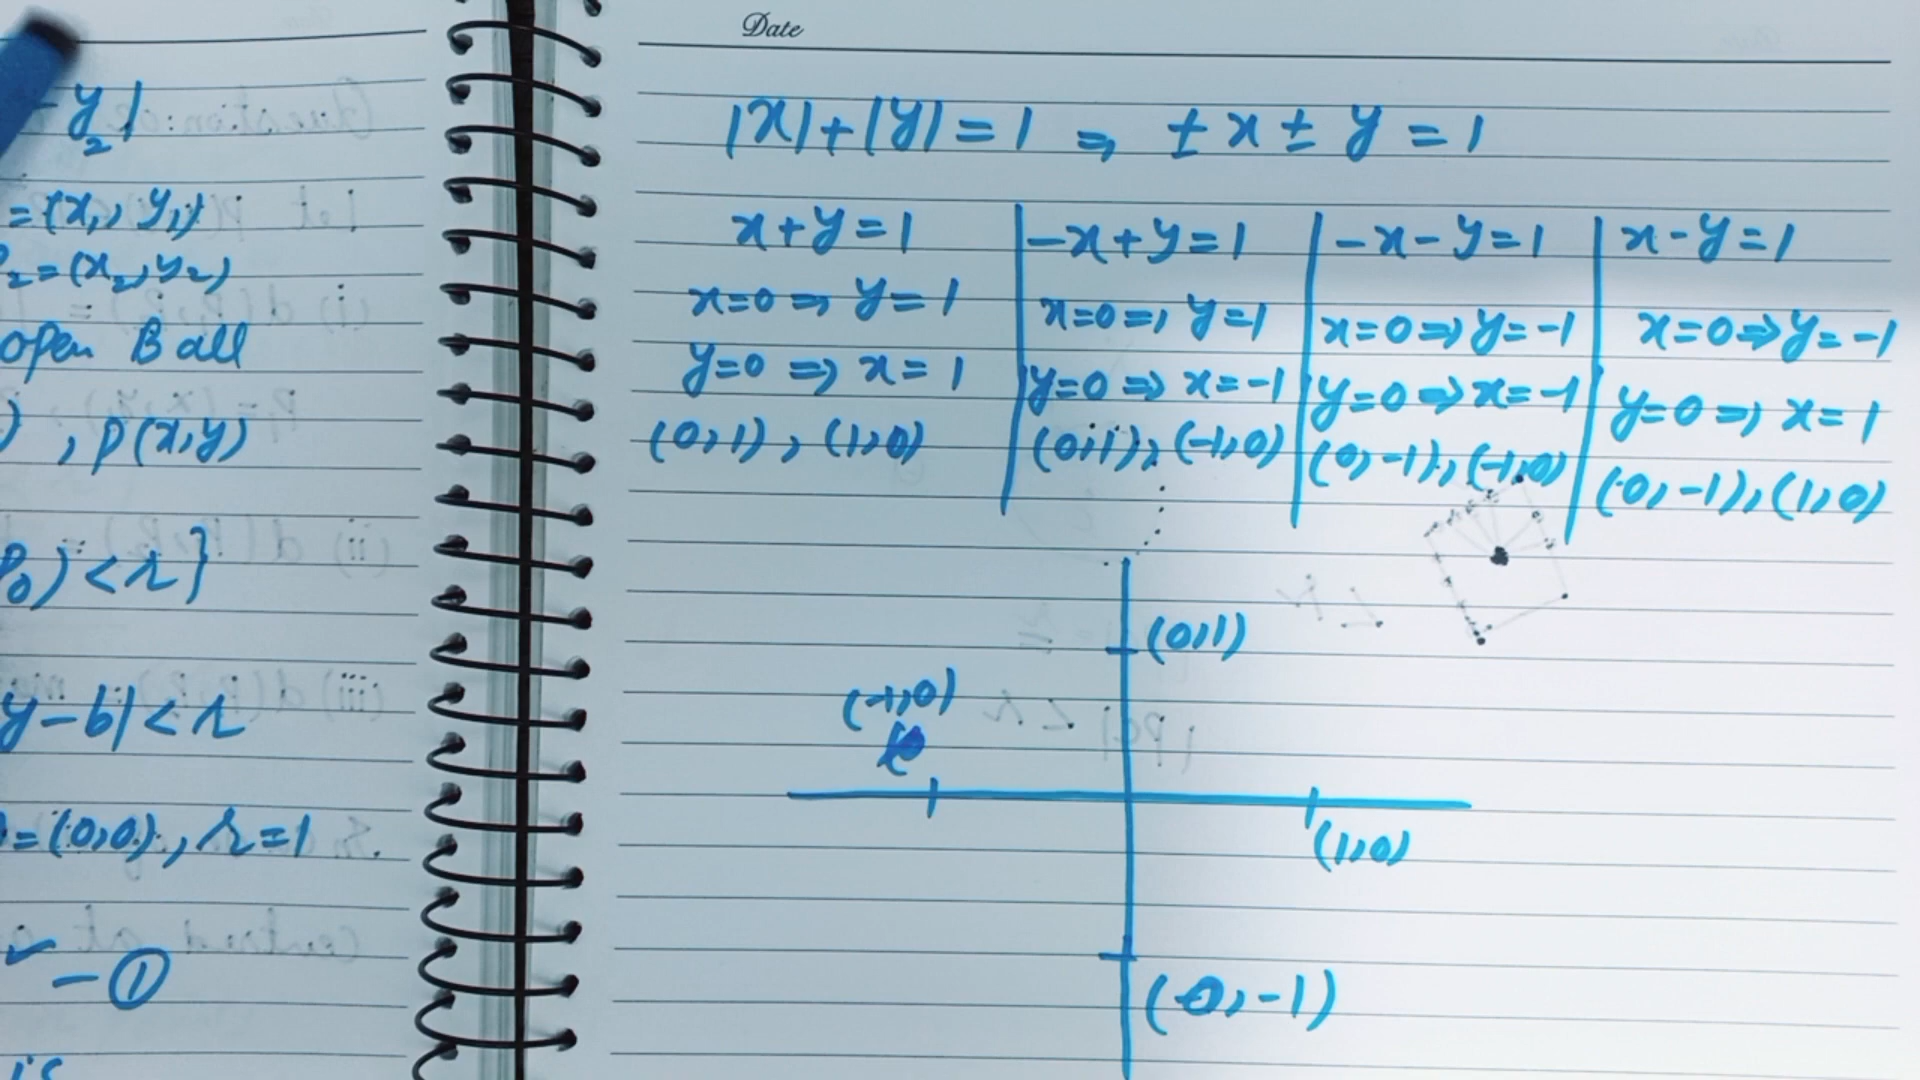 - y₂|
= (x₁, y₁)
P₂ = (x₂, y₂)
open Ball
) , p(x,y)
P₀) < r}
y-b| < r
) = (0,0), r=1
- ①
is
Date
|x| + |y| = 1 ⇒ ± x ± y = 1
x+y=1 | -x+y=1 | -x-y=1 | x-y=1
x=0 ⇒ y=1 | x=0 ⇒ y=1 | x=0 ⇒ y=-1 | x=0 ⇒ y=-1
y=0 ⇒ x=1 | y=0 ⇒ x=-1 | y=0 ⇒ x=-1 | y=0 ⇒ x=1
(0,1), (1,0) | (0,1), (-1,0) | (0,-1), (-1,0) | (0,-1), (1,0)
(0,1)
(-1,0)
(1,0)
(0,-1)